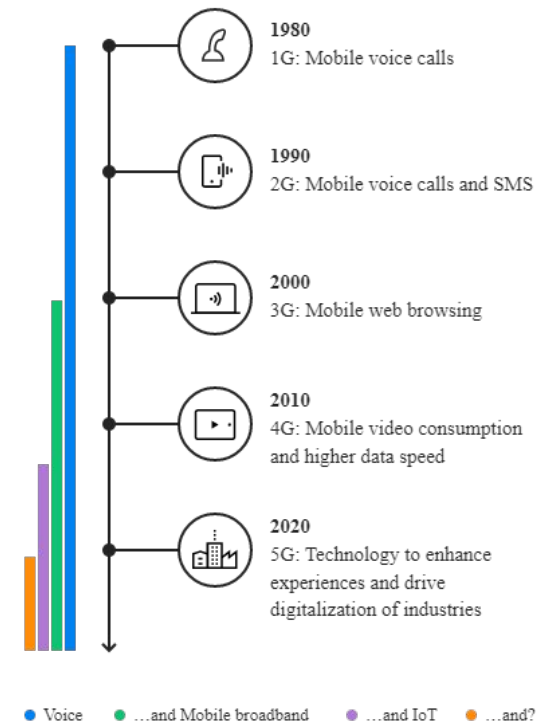 1980
1G: Mobile voice calls
1990
2G: Mobile voice calls and SMS
2000
3G: Mobile web browsing
2010
4G: Mobile video consumption
and higher data speed
2020
5G: Technology to enhance
experiences and drive
digitalization of industries
Voice …and Mobile broadband …and IoT …and?